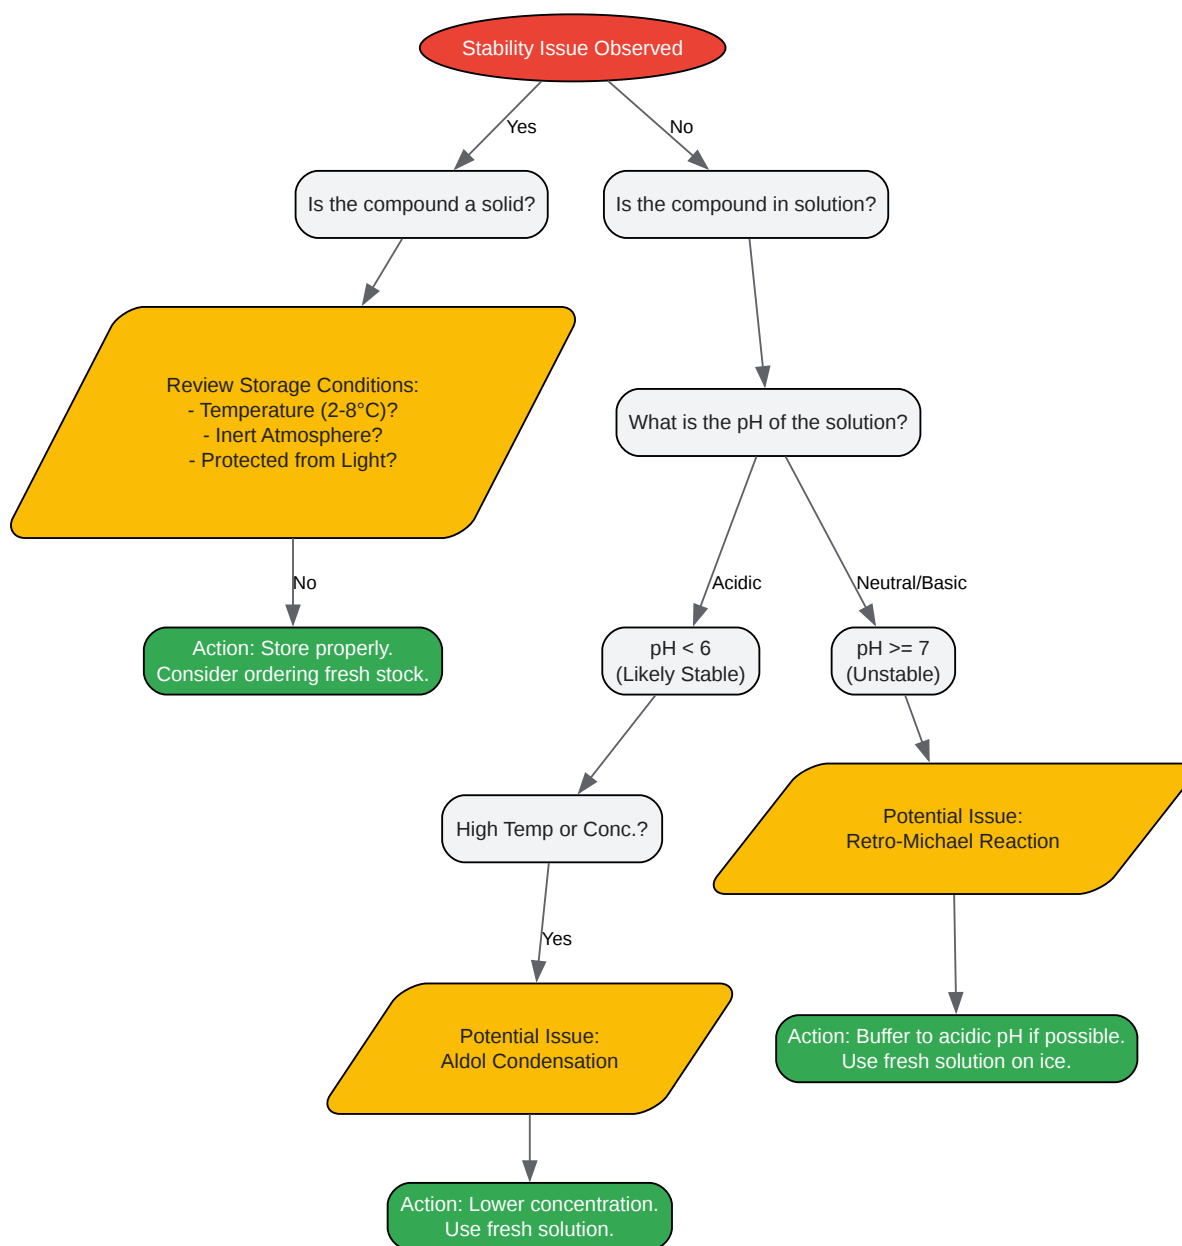 Stability Issue Observed
Yes
No
Is the compound a solid?
Is the compound in solution?
Review Storage Conditions:
- Temperature (2-8°C)?
- Inert Atmosphere?
- Protected from Light?
What is the pH of the solution?
No
Acidic
Neutral/Basic
Action: Store properly.
Consider ordering fresh stock.
pH < 6
(Likely Stable)
pH >= 7
(Unstable)
High Temp or Conc.?
Potential Issue:
Retro-Michael Reaction
Yes
Potential Issue:
Aldol Condensation
Action: Buffer to acidic pH if possible.
Use fresh solution on ice.
Action: Lower concentration.
Use fresh solution.